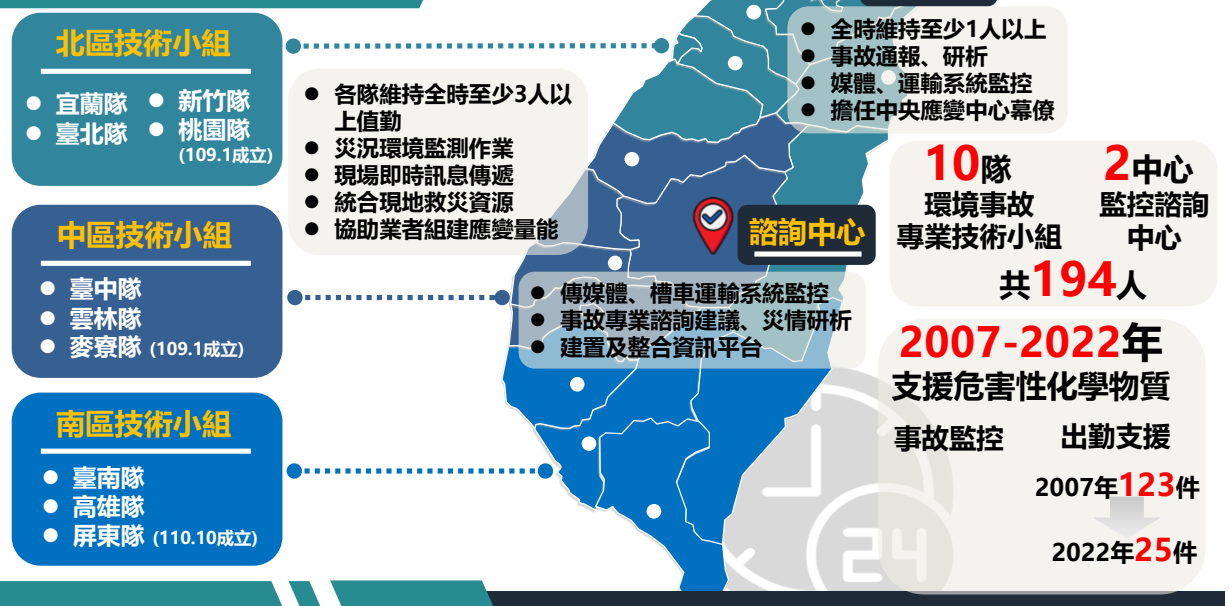 北區技術小組
宜蘭隊
新竹隊
臺北隊
桃園隊
(109.1成立)
中區技術小組
臺中隊
雲林隊
麥寮隊 (109.1成立)
南區技術小組
臺南隊
高雄隊
屏東隊 (110.10成立)
各隊維持全時至少3人以
上值勤
災況環境監測作業
現場即時訊息傳遞
統合現地救災資源
協助業者組建應變量能
全時維持至少1人以上
事故通報、研析
媒體、運輸系統監控
擔任中央應變中心幕僚
諮詢中心
傳媒體、槽車運輸系統監控
事故專業諮詢建議、災情研析
建置及整合資訊平台
10隊
環境事故
專業技術小組
2中心
監控諮詢
中心
共194人
2007-2022年
支援危害性化學物質
事故監控
出勤支援
2007年123件
2022年25件
24